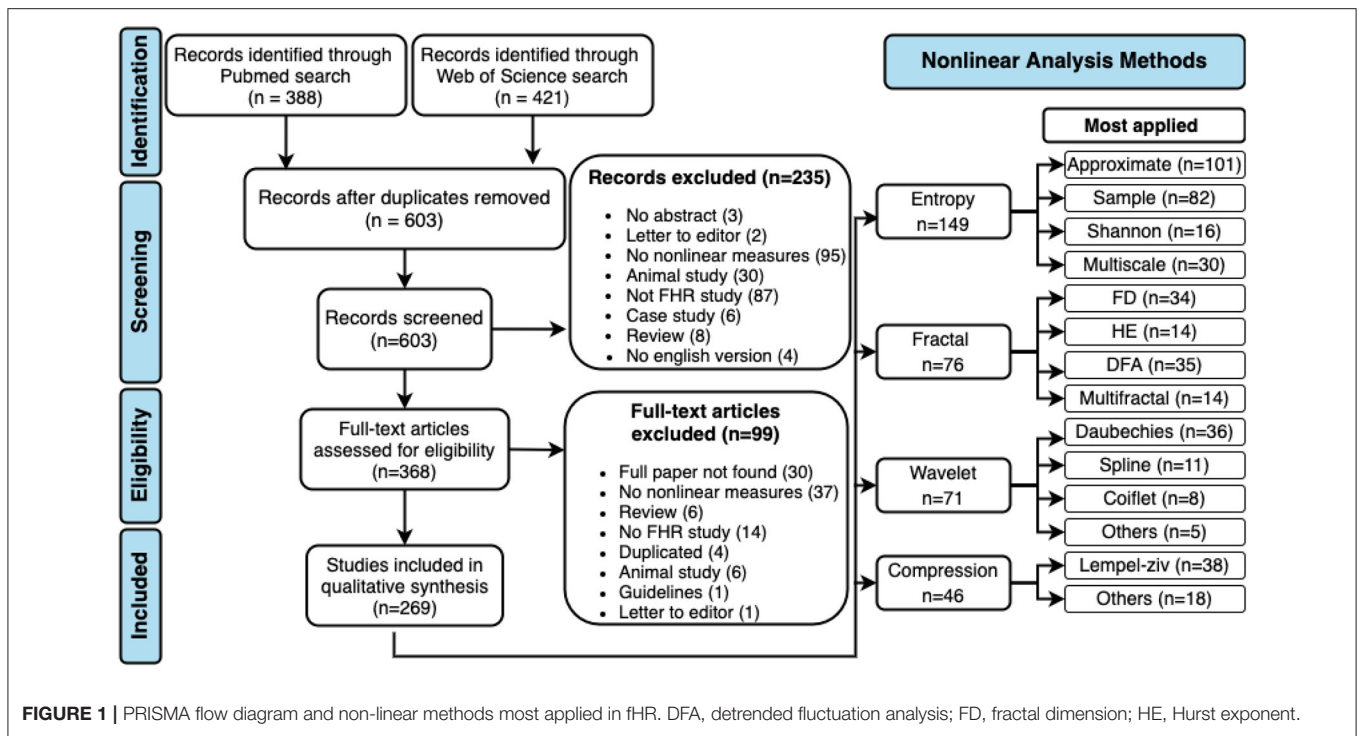 Identification
Records identified through
Pubmed search
(n = 388)
Records identified through
Web of Science search
(n = 421)
Screening
Records after duplicates removed
(n = 603)
Records screened
(n=603)
Records excluded (n=235)
• No abstract (3)
• Letter to editor (2)
• No nonlinear measures (95)
• Animal study (30)
• Not FHR study (87)
• Case study (6)
• Review (8)
• No english version (4)
Eligibility
Full-text articles
assessed for eligibility
(n=368)
Full-text articles
excluded (n=99)
• Full paper not found (30)
• No nonlinear measures (37)
• Review (6)
• No FHR study (14)
• Duplicated (4)
• Animal study (6)
• Guidelines (1)
• Letter to editor (1)
Included
Studies included in
qualitative synthesis
(n=269)
Nonlinear Analysis Methods
Most applied
Entropy
n=149
Approximate (n=101)
Sample (n=82)
Shannon (n=16)
Multiscale (n=30)
Fractal
n=76
FD (n=34)
HE (n=14)
DFA (n=35)
Multifractal (n=14)
Wavelet
n=71
Daubechies (n=36)
Spline (n=11)
Coiflet (n=8)
Others (n=5)
Compression
n=46
Lempel-ziv (n=38)
Others (n=18)
FIGURE 1 | PRISMA flow diagram and non-linear methods most applied in fHR. DFA, detrended fluctuation analysis; FD, fractal dimension; HE, Hurst exponent.